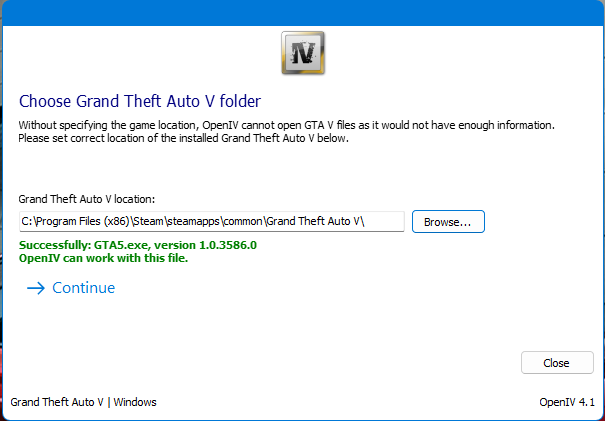 IV
Choose Grand Theft Auto V folder
Without specifying the game location, OpenIV cannot open GTA V files as it would not have enough information.
Please set correct location of the installed Grand Theft Auto V below.
Grand Theft Auto V location:
C:\Program Files (x86)\Steam\steamapps\common\Grand Theft Auto V\
Browse...
Successfully: GTA5.exe, version 1.0.3586.0
OpenIV can work with this file.
Continue
Close
Grand Theft Auto V | Windows
OpenIV 4.1